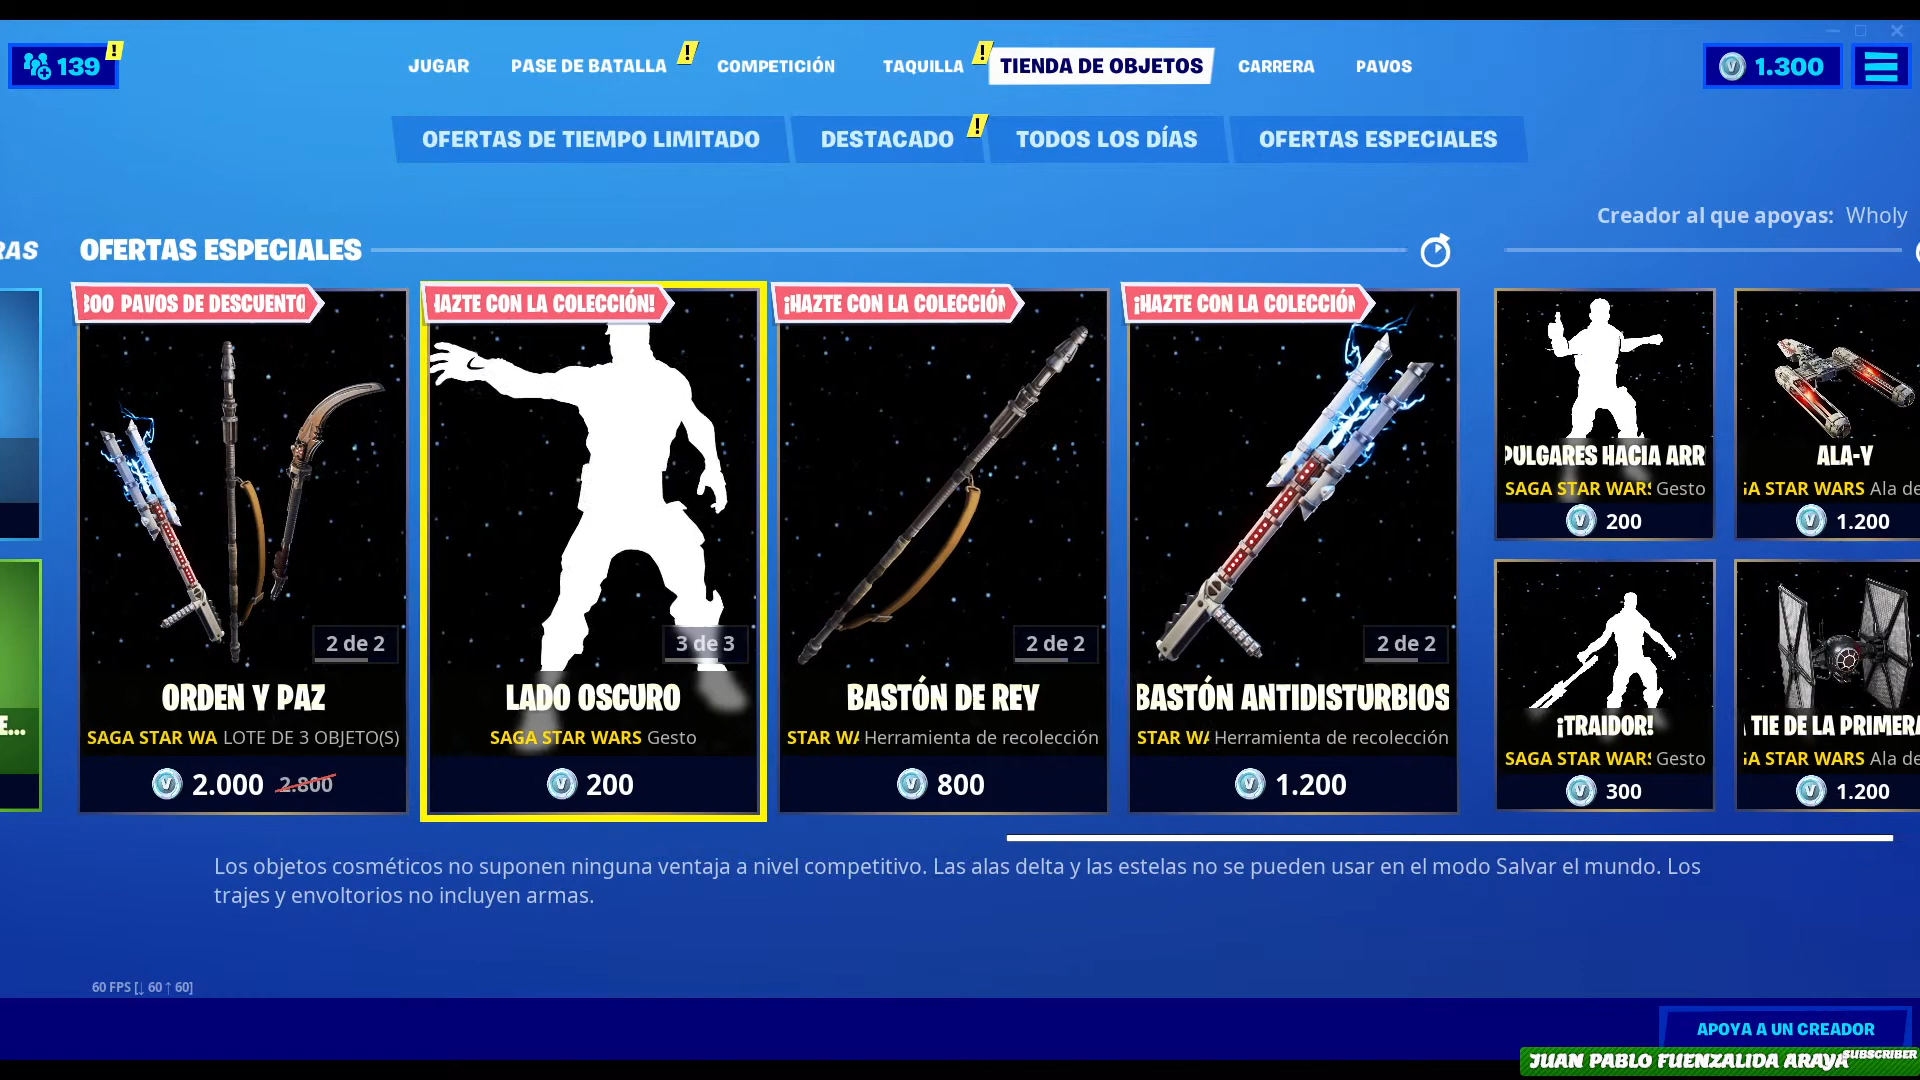 139
!
JUGAR
PASE DE BATALLA
!
COMPETICIÓN
TAQUILLA
!
TIENDA DE OBJETOS
CARRERA
PAVOS
1.300
OFERTAS DE TIEMPO LIMITADO
DESTACADO
!
TODOS LOS DÍAS
OFERTAS ESPECIALES
Creador al que apoyas: Wholy
RAS
OFERTAS ESPECIALES
300 PAVOS DE DESCUENTO
2 de 2
ORDEN Y PAZ
SAGA STAR WA LOTE DE 3 OBJETO(S)
2.000 2.800
HAZTE CON LA COLECCIÓN!
3 de 3
LADO OSCURO
SAGA STAR WARS Gesto
200
¡HAZTE CON LA COLECCIÓN
2 de 2
BASTÓN DE REY
STAR WA Herramienta de recolección
800
¡HAZTE CON LA COLECCIÓN
2 de 2
BASTÓN ANTIDISTURBIOS
STAR WA Herramienta de recolección
1.200
PULGARES HACIA ARR
SAGA STAR WARS Gesto
200
ALA-Y
GA STAR WARS Ala de
1.200
E...
¡TRAIDOR!
SAGA STAR WARS Gesto
300
A TIE DE LA PRIMERA
GA STAR WARS Ala de
1.200
Los objetos cosméticos no suponen ninguna ventaja a nivel competitivo. Las alas delta y las estelas no se pueden usar en el modo Salvar el mundo. Los
trajes y envoltorios no incluyen armas.
60 FPS [↓ 60 ↑ 60]
APOYA A UN CREADOR
JUAN PABLO FUENZALIDA ARAYA SUBSCRIBER